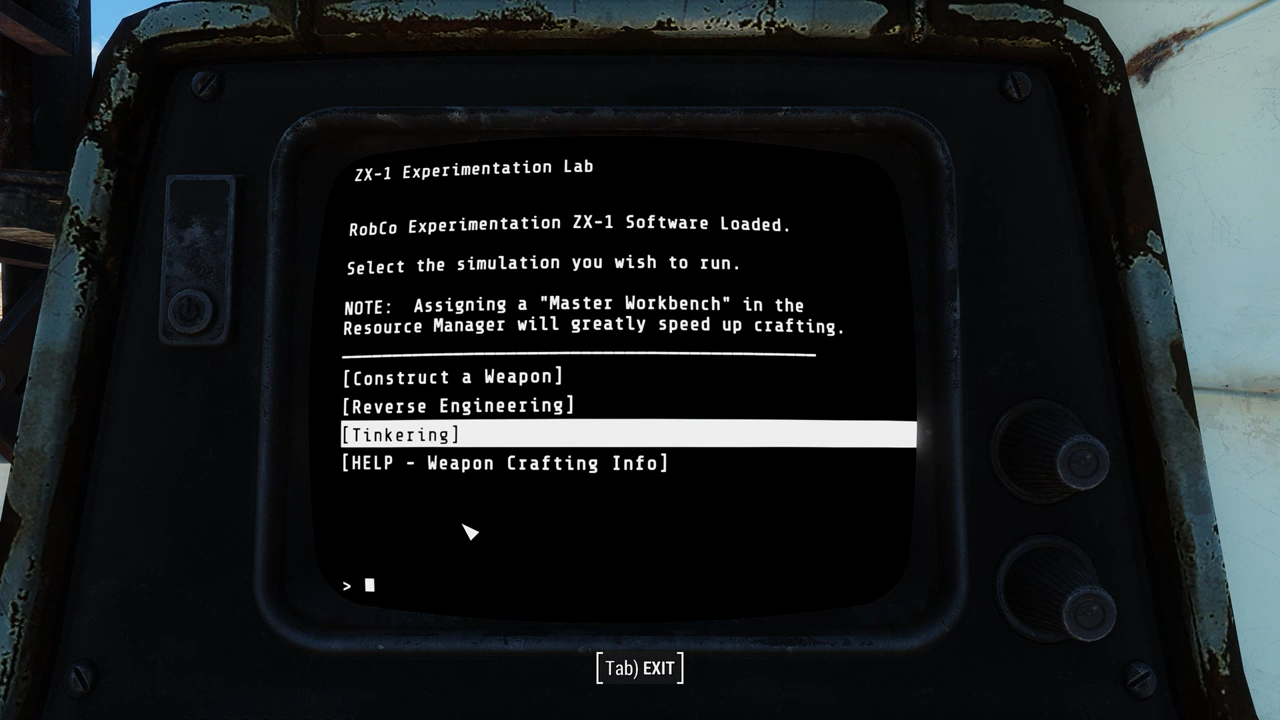 ZX-1 Experimentation Lab
RobCo Experimentation ZX-1 Software Loaded.
Select the simulation you wish to run.
NOTE:  Assigning a "Master Workbench" in the
Resource Manager will greatly speed up crafting.
[Construct a Weapon]
[Reverse Engineering]
[Tinkering]
[HELP - Weapon Crafting Info]
>
[Tab) EXIT]